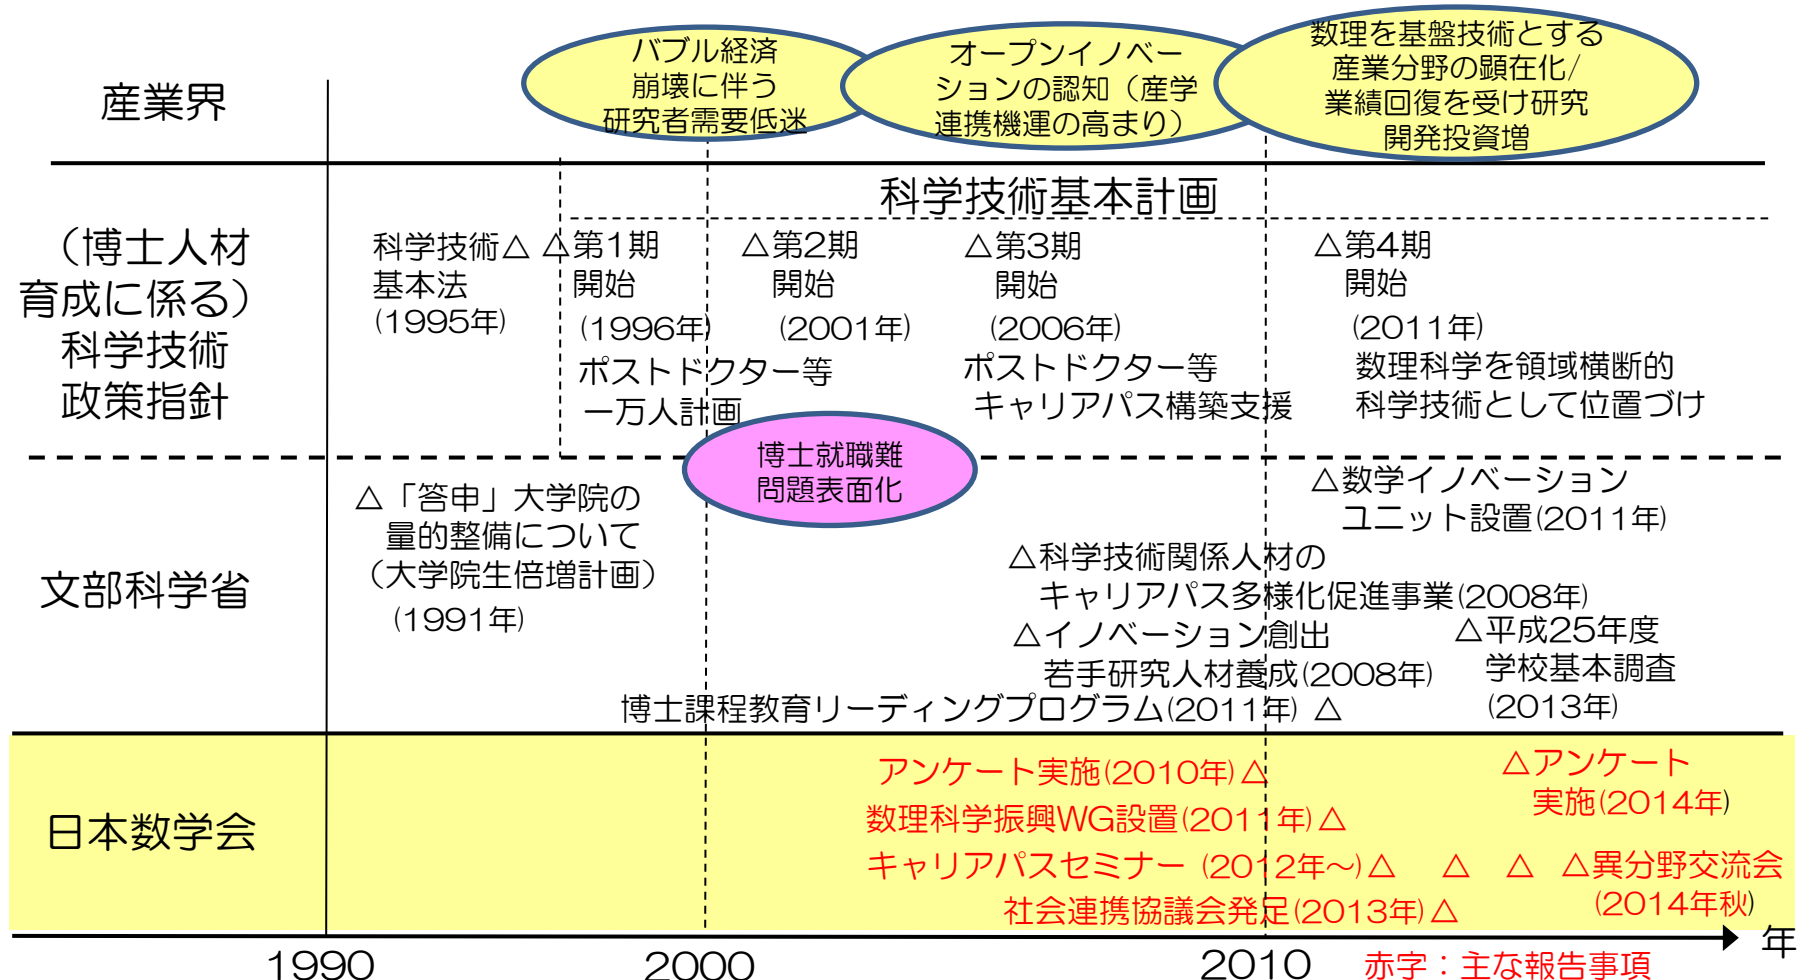 産業界
バブル経済
崩壊に伴う
研究者需要低迷
オープンイノベー
ションの認知（産学
連携機運の高まり）
数理を基盤技術とする
産業分野の顕在化/
業績回復を受け研究
開発投資増
（博士人材
育成に係る）
科学技術
政策指針
科学技術基本計画
科学技術△
基本法
(1995年)
△第1期
開始
(1996年)
ポストドクター等
一万人計画
△第2期
開始
(2001年)
△第3期
開始
(2006年)
ポストドクター等
キャリアパス構築支援
△第4期
開始
(2011年)
数理科学を領域横断的
科学技術として位置づけ
博士就職難
問題表面化
文部科学省
△「答申」大学院の
量的整備について
（大学院生倍増計画）
(1991年)
△数学イノベーション
ユニット設置(2011年)
△科学技術関係人材の
キャリアパス多様化促進事業(2008年)
△イノベーション創出
若手研究人材養成(2008年)
△平成25年度
学校基本調査
(2013年)
博士課程教育リーディングプログラム(2011年) △
日本数学会
アンケート実施(2010年)△
△アンケート
実施(2014年)
数理科学振興WG設置(2011年)△
キャリアパスセミナー (2012年～)△ △ △
△異分野交流会
(2014年秋)
社会連携協議会発足(2013年)△
年
1990
2000
2010
赤字：主な報告事項